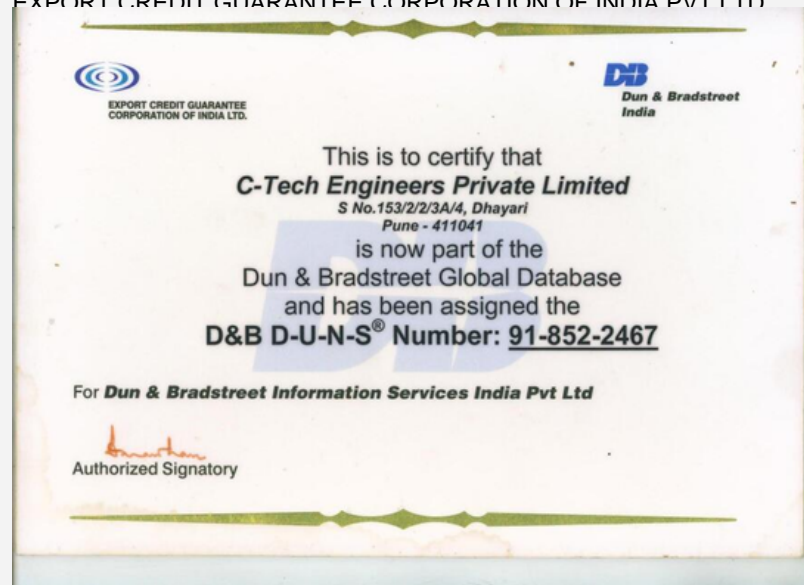 EXPORT CREDIT GUARANTEE CORPORATION OF INDIA PVT LTD
EXPORT CREDIT GUARANTEE
CORPORATION OF INDIA LTD.
DB
Dun & Bradstreet
India
This is to certify that
C-Tech Engineers Private Limited
S No.153/2/2/3A/4, Dhayari
Pune - 411041
is now part of the
Dun & Bradstreet Global Database
and has been assigned the
D&B D-U-N-S® Number: 91-852-2467
For Dun & Bradstreet Information Services India Pvt Ltd
Authorized Signatory